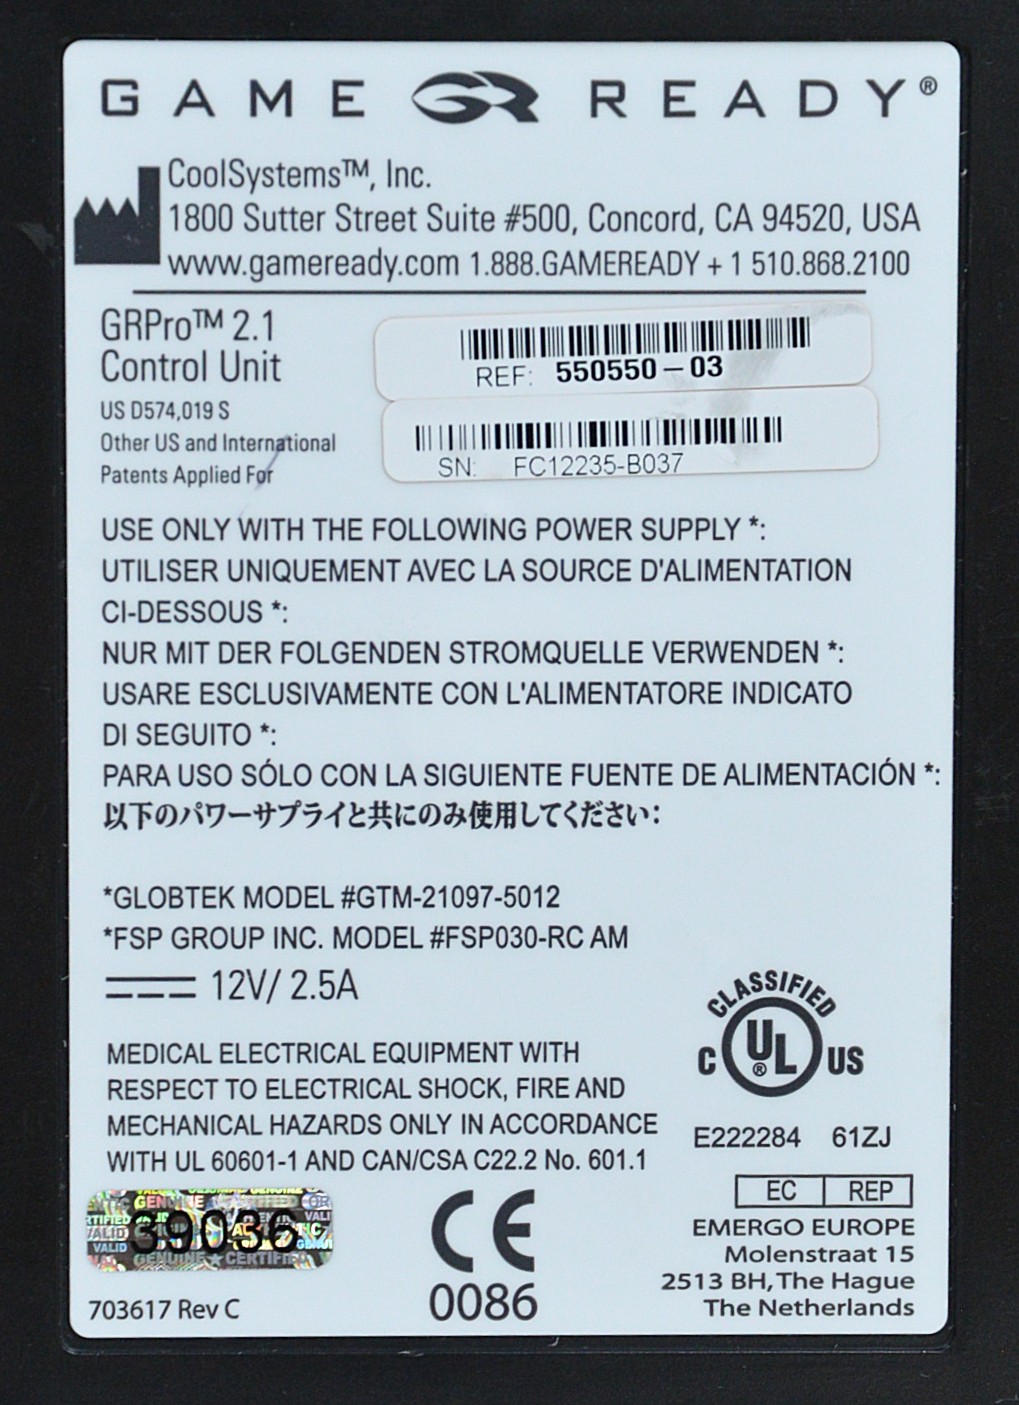 GAME GR READY®
CoolSystems™, Inc.
1800 Sutter Street Suite #500, Concord, CA 94520, USA
www.gameready.com 1.888.GAMEREADY + 1 510.868.2100
GRPro™ 2.1
Control Unit
US D574,019 S
Other US and International
Patents Applied For
REF: 550550-03
SN: FC12235-B037
USE ONLY WITH THE FOLLOWING POWER SUPPLY *:
UTILISER UNIQUEMENT AVEC LA SOURCE D'ALIMENTATION
CI-DESSOUS *:
NUR MIT DER FOLGENDEN STROMQUELLE VERWENDEN *:
USARE ESCLUSIVAMENTE CON L'ALIMENTATORE INDICATO
DI SEGUITO *:
PARA USO SÓLO CON LA SIGUIENTE FUENTE DE ALIMENTACIÓN *:
以下のパワーサプライと共にのみ使用してください:
*GLOBTEK MODEL #GTM-21097-5012
*FSP GROUP INC. MODEL #FSP030-RC AM
12V/ 2.5A
MEDICAL ELECTRICAL EQUIPMENT WITH
RESPECT TO ELECTRICAL SHOCK, FIRE AND
MECHANICAL HAZARDS ONLY IN ACCORDANCE
WITH UL 60601-1 AND CAN/CSA C22.2 No. 601.1
CLASSIFIED
C UL® US
E222284 61ZJ
39036
GENUINE★CERTIFIED
703617 Rev C
CE
0086
EC REP
EMERGO EUROPE
Molenstraat 15
2513 BH, The Hague
The Netherlands